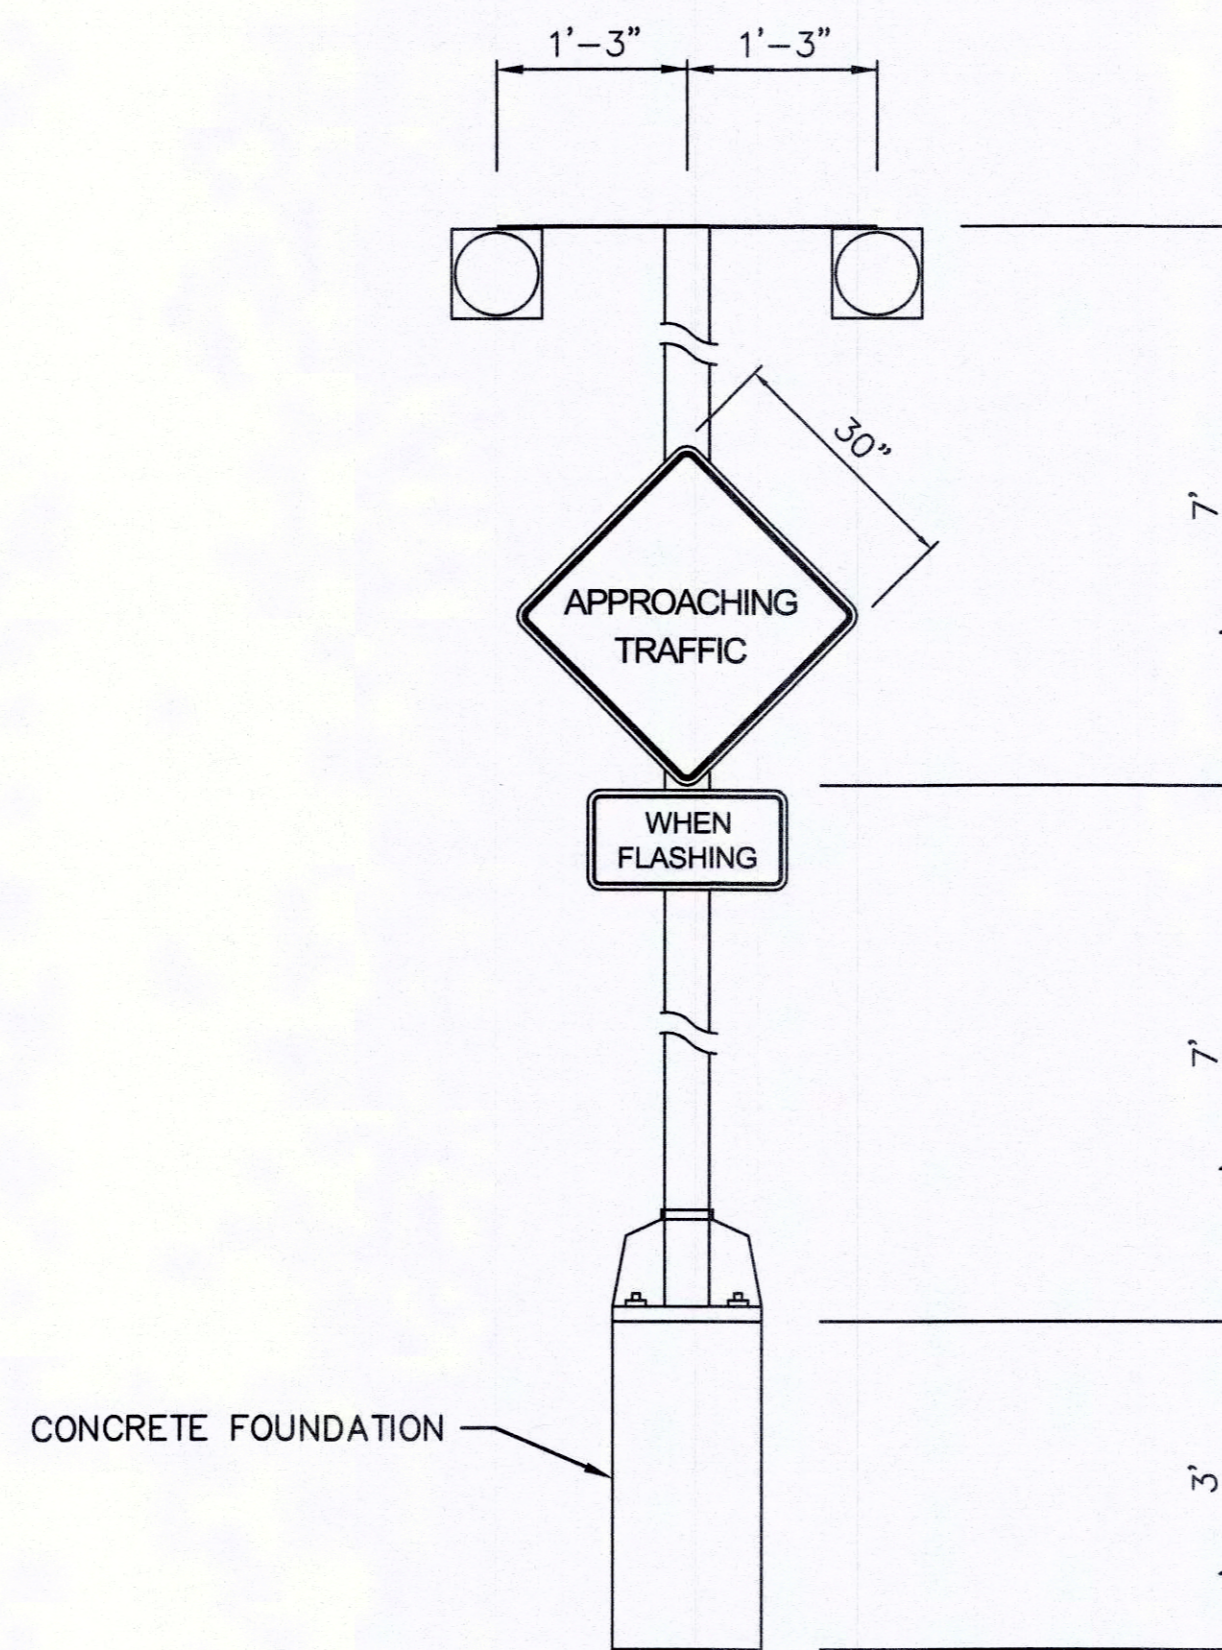 1'-3" 1'-3"
30"
7'
APPROACHING
TRAFFIC
WHEN
FLASHING
7'
CONCRETE FOUNDATION
3'